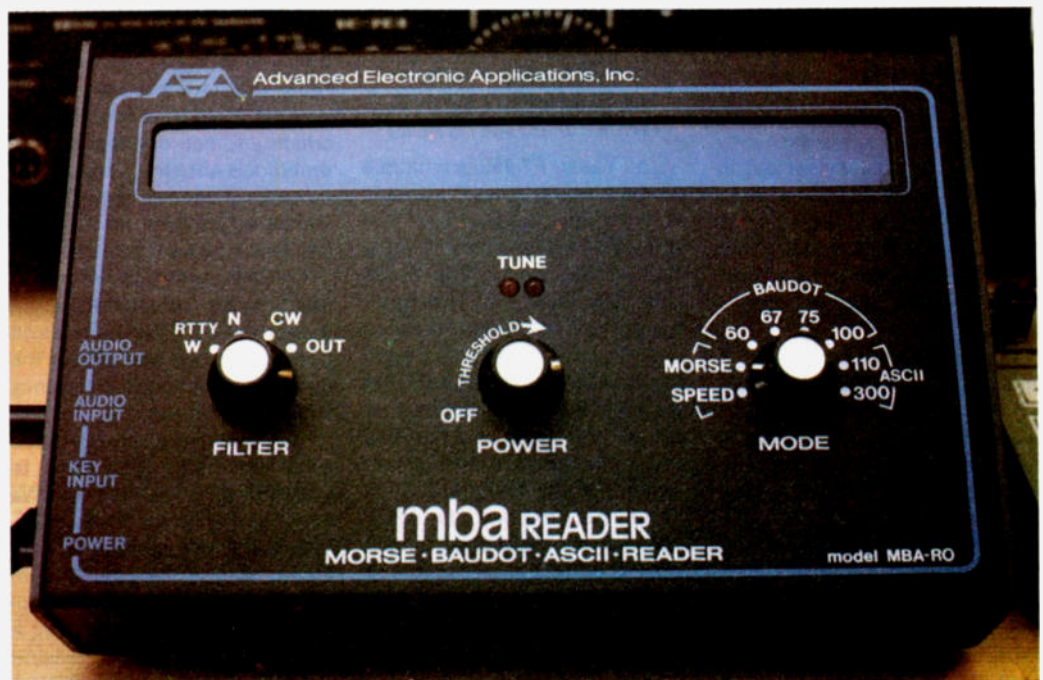 AEA Advanced Electronic Applications, Inc.
TUNE
RTTY
W N CW OUT
FILTER
THRESHOLD
OFF
POWER
BAUDOT
60 67 75 100
MORSE
SPEED
110
300
ASCII
MODE
AUDIO
OUTPUT
AUDIO
INPUT
KEY
INPUT
POWER
mba READER
MORSE · BAUDOT · ASCII · READER
model MBA-RO